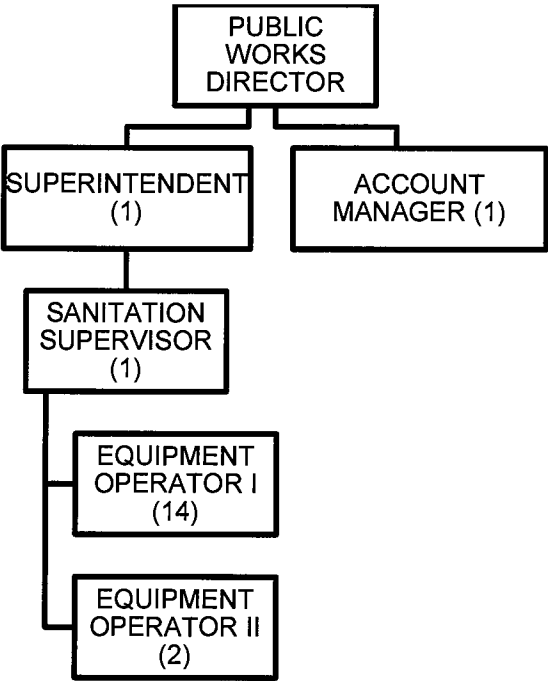 PUBLIC
WORKS
DIRECTOR
SUPERINTENDENT
(1)
ACCOUNT
MANAGER (1)
SANITATION
SUPERVISOR
(1)
EQUIPMENT
OPERATOR I
(14)
EQUIPMENT
OPERATOR II
(2)